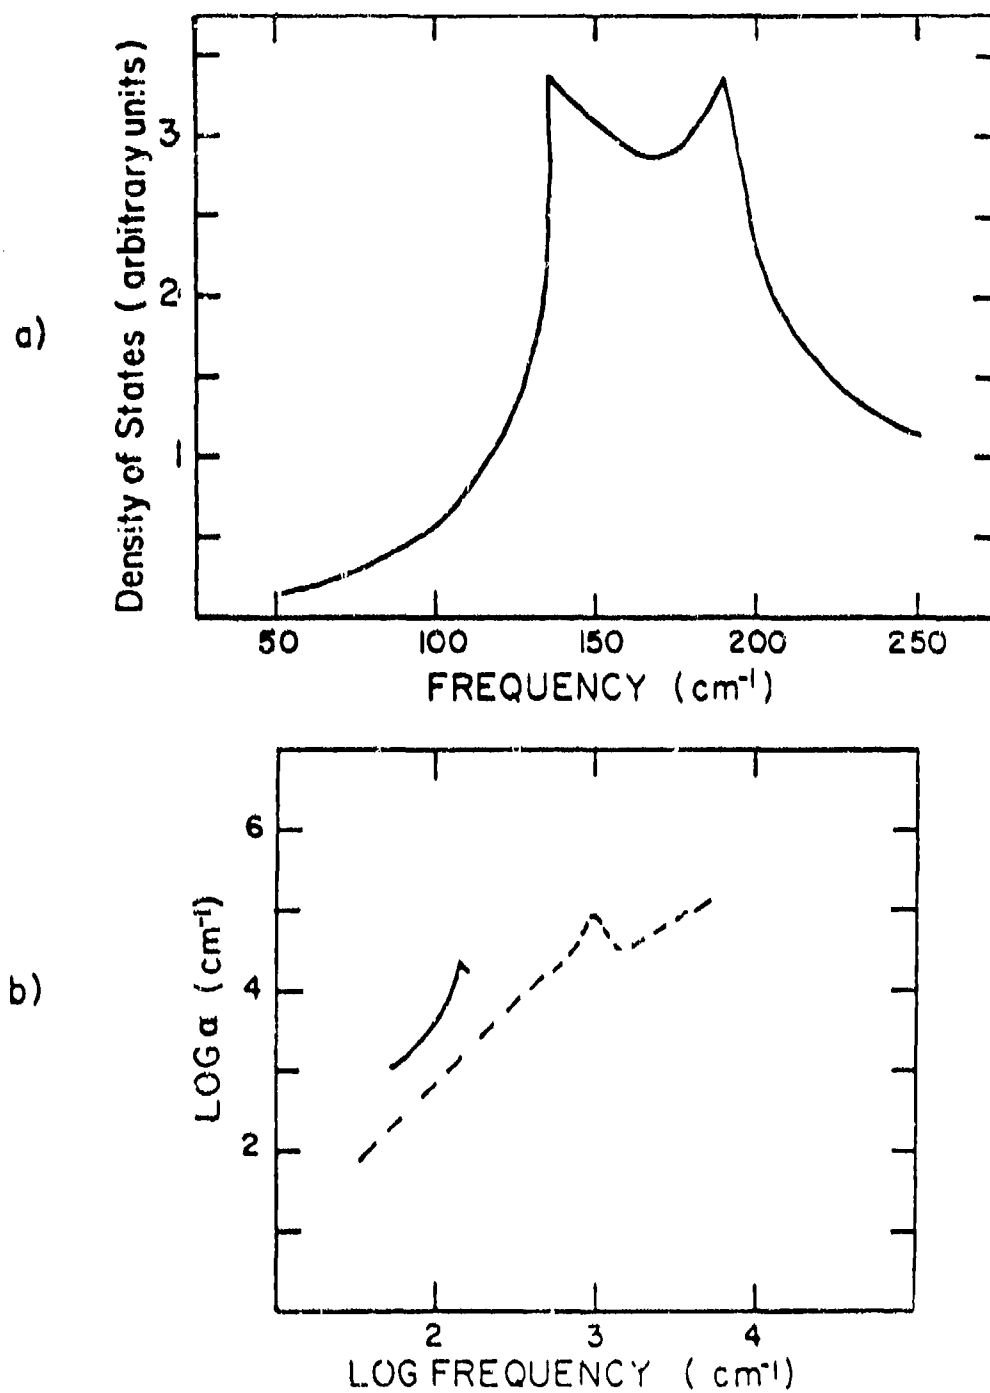 a)
Density of States (arbitrary units)
3
2
1
50 100 150 200 250
FREQUENCY (cm⁻¹)
b)
LOG α (cm⁻¹)
6
4
2
2 3 4
LOG FREQUENCY (cm⁻¹)